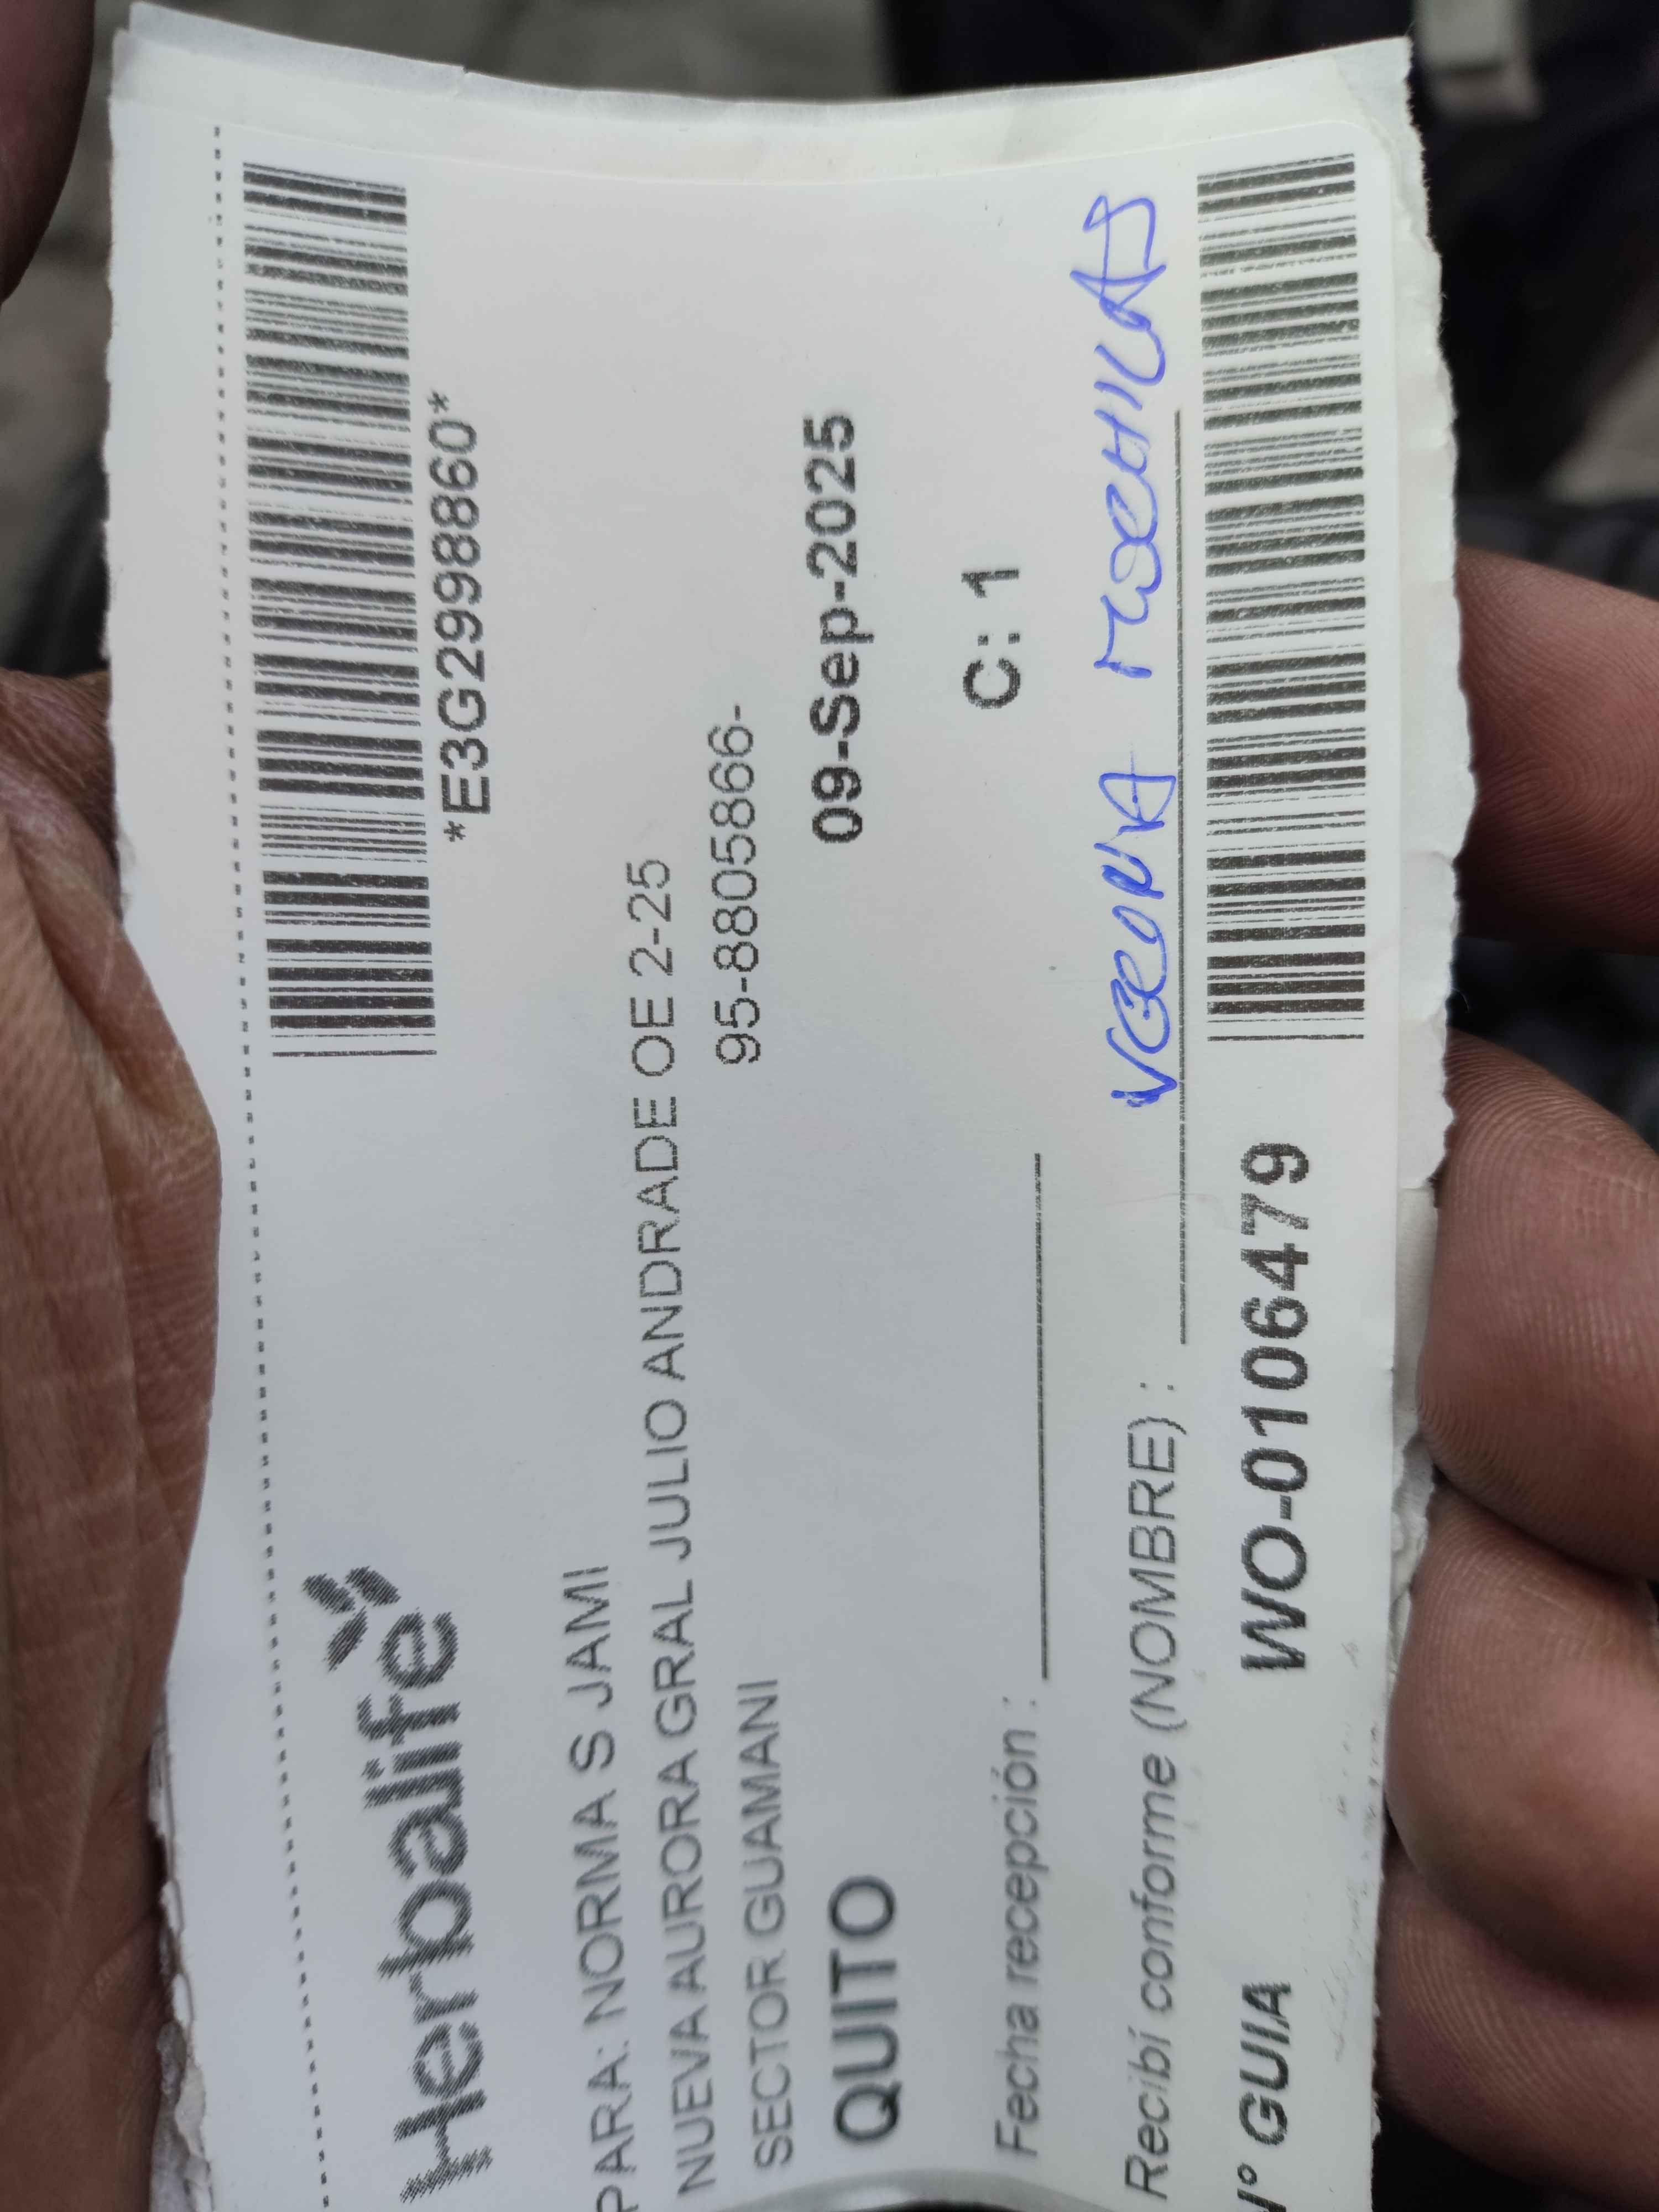 Herbalife
*E3G2998860*
PARA: NORMA S JAMI
NUEVA AURORA GRAL JULIO ANDRADE OE 2-25
SECTOR GUAMANI
95-8805866-
QUITO
09-Sep-2025
C: 1
Fecha recepción :
Recibí conforme (NOMBRE) : MOCHILAS
N° GUIA WO-0106479